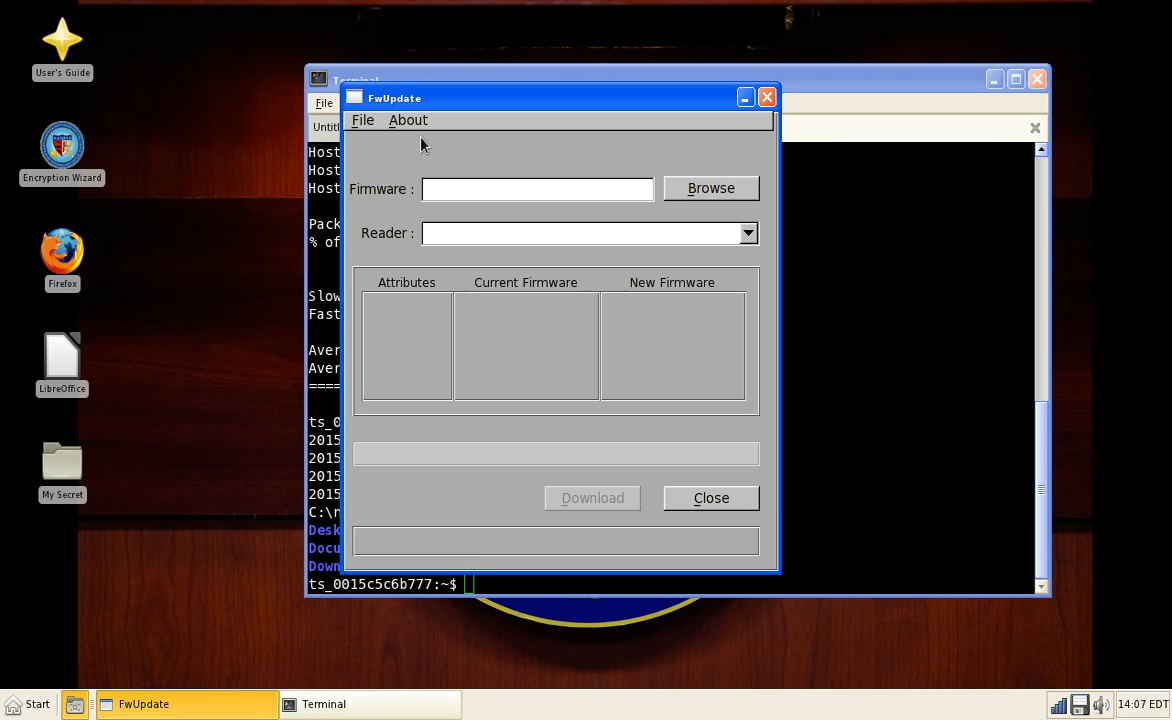 User's Guide
Encryption Wizard
Firefox
LibreOffice
My Secret
Terminal
File
Untitl
Host
Host
Host
Pack
% of
Slow
Fast
Aver
Aver
====
ts_0
2015
2015
2015
2015
C:\n
Desk
Docu
Down
ts_0015c5c6b777:~$
FwUpdate
File About
Firmware :
Browse
Reader :
Attributes Current Firmware New Firmware
Download Close
Start FwUpdate Terminal 14:07 EDT